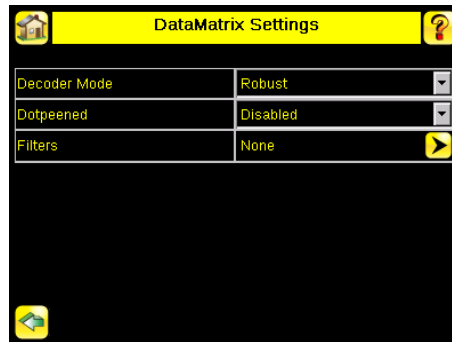 DataMatrix Settings
Decoder Mode Robust
Dotpeened Disabled
Filters None